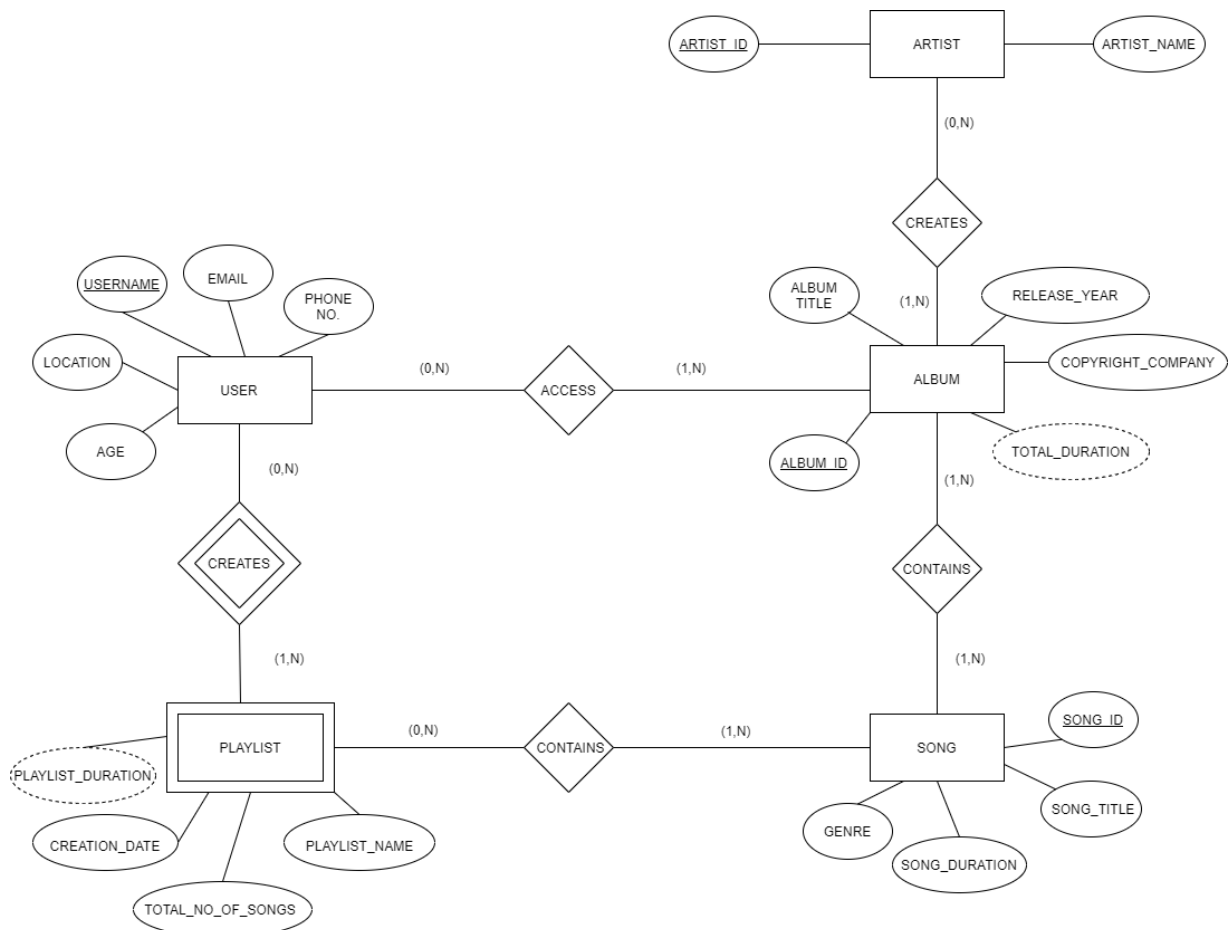 ARTIST_ID
ARTIST
ARTIST_NAME
(0,N)
CREATES
(1,N)
USERNAME
EMAIL
PHONE
NO.
LOCATION
AGE
USER
(0,N)
ACCESS
(1,N)
ALBUM
TITLE
RELEASE_YEAR
COPYRIGHT_COMPANY
ALBUM
ALBUM_ID
TOTAL_DURATION
(0,N)
CREATES
(1,N)
(1,N)
CONTAINS
(1,N)
PLAYLIST
(0,N)
CONTAINS
(1,N)
SONG
SONG_ID
SONG_TITLE
PLAYLIST_DURATION
CREATION_DATE
TOTAL_NO_OF_SONGS
PLAYLIST_NAME
GENRE
SONG_DURATION